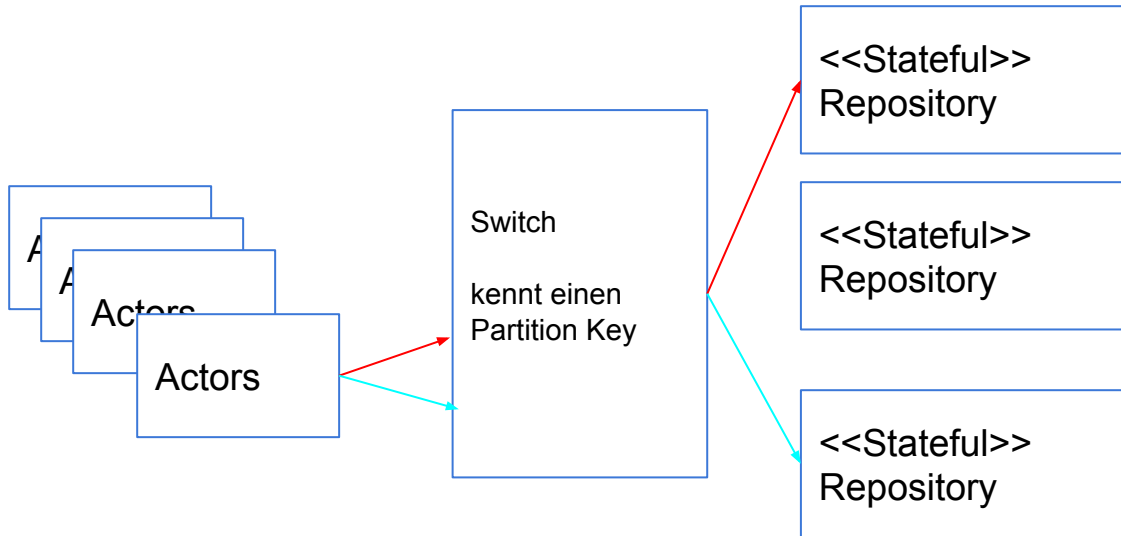 Actors
Actors
Switch
kennt einen
Partition Key
<<Stateful>>
Repository
<<Stateful>>
Repository
<<Stateful>>
Repository